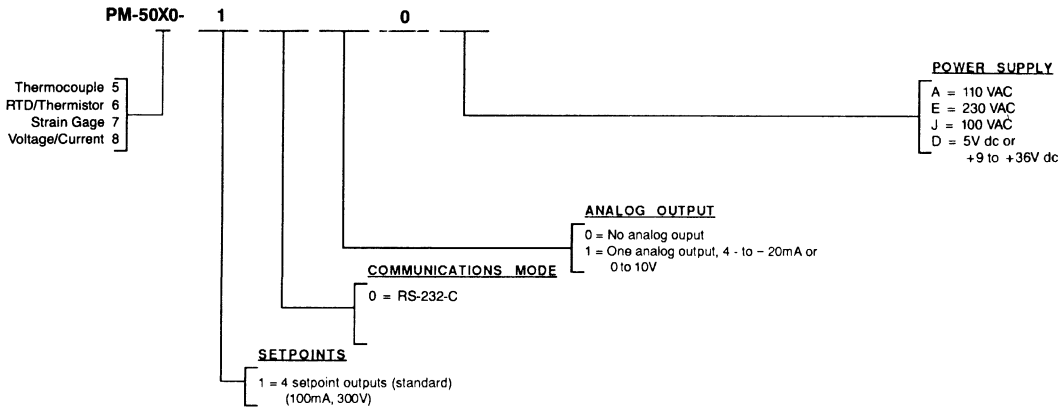 PM-50X0- 1 0
Thermocouple 5
RTD/Thermistor 6
Strain Gage 7
Voltage/Current 8
POWER SUPPLY
A = 110 VAC
E = 230 VAC
J = 100 VAC
D = 5V dc or
+9 to +36V dc
ANALOG OUTPUT
0 = No analog ouput
1 = One analog output, 4 - to – 20mA or
0 to 10V
COMMUNICATIONS MODE
0 = RS-232-C
SETPOINTS
1 = 4 setpoint outputs (standard)
(100mA, 300V)